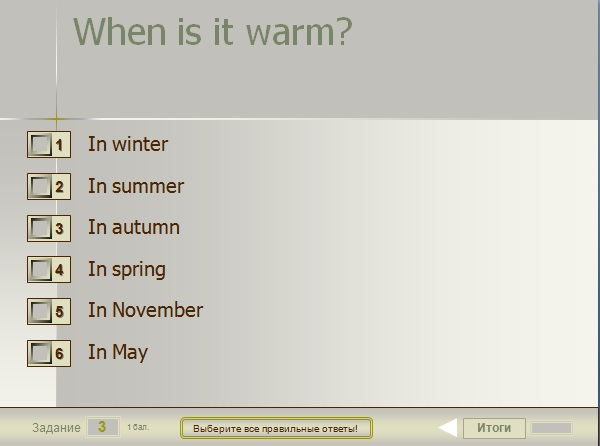 When is it warm?
1 In winter
2 In summer
3 In autumn
4 In spring
5 In November
6 In May
Задание 3 1 бал. Выберите все правильные ответы! Итоги